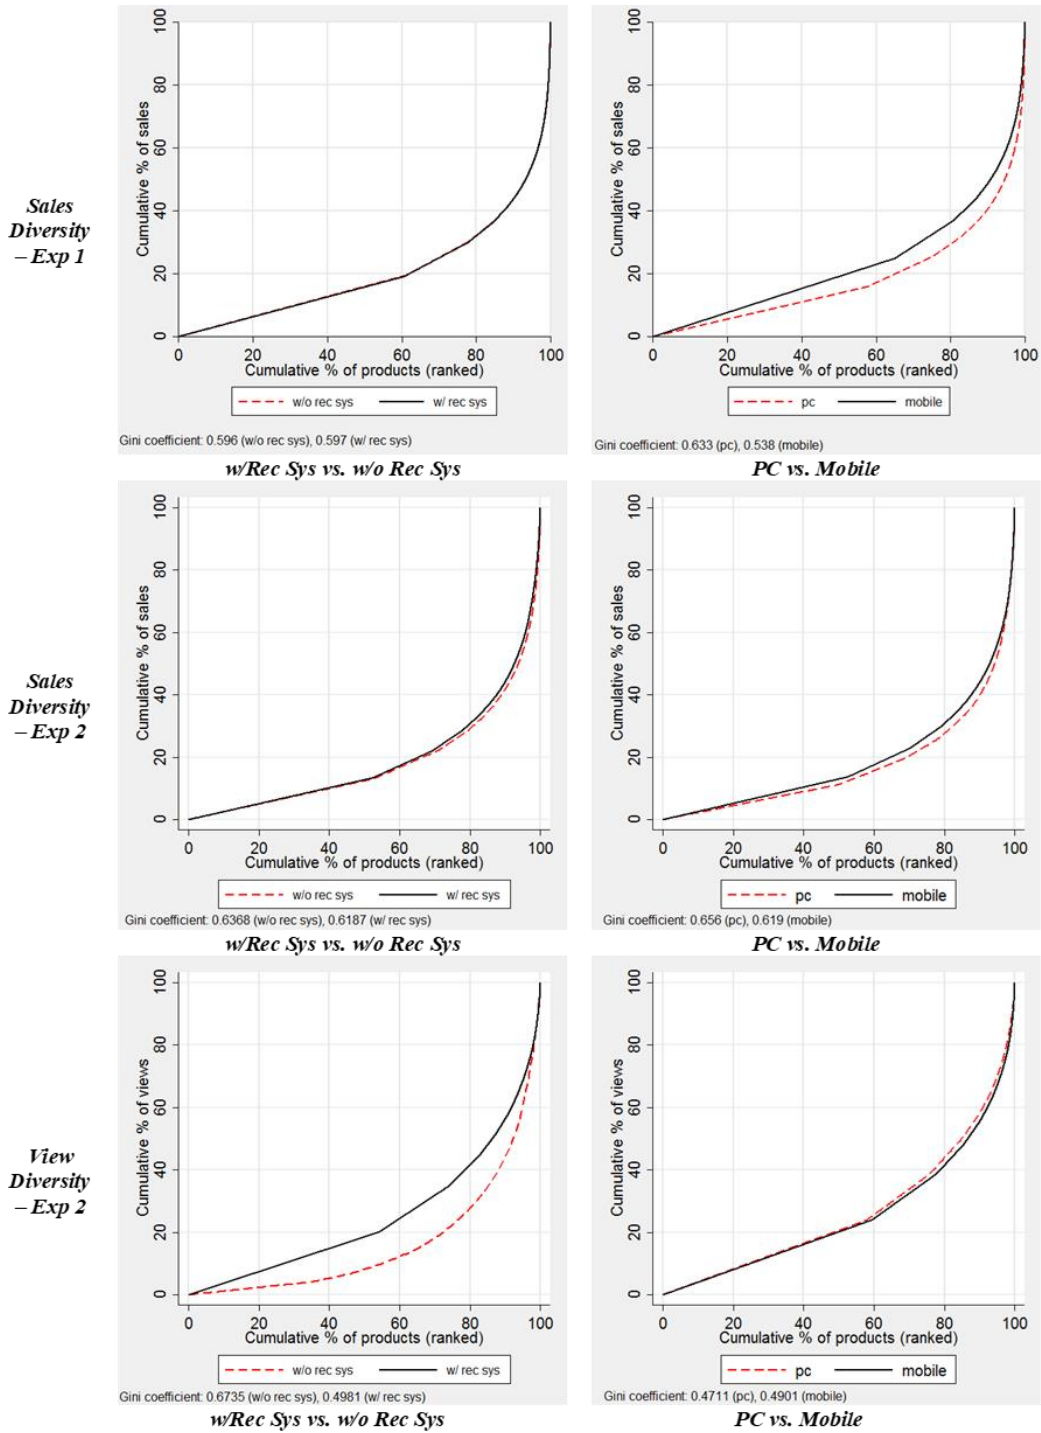 Sales
Diversity
– Exp 1
Cumulative % of sales
0 20 40 60 80 100
0 20 40 60 80 100
Cumulative % of products (ranked)
w/o rec sys w/ rec sys
Gini coefficient: 0.596 (w/o rec sys), 0.597 (w/ rec sys)
w/Rec Sys vs. w/o Rec Sys
Cumulative % of sales
0 20 40 60 80 100
0 20 40 60 80 100
Cumulative % of products (ranked)
pc mobile
Gini coefficient: 0.633 (pc), 0.538 (mobile)
PC vs. Mobile
Sales
Diversity
– Exp 2
Cumulative % of sales
0 20 40 60 80 100
0 20 40 60 80 100
Cumulative % of products (ranked)
w/o rec sys w/ rec sys
Gini coefficient: 0.6368 (w/o rec sys), 0.6187 (w/ rec sys)
w/Rec Sys vs. w/o Rec Sys
Cumulative % of sales
0 20 40 60 80 100
0 20 40 60 80 100
Cumulative % of products (ranked)
pc mobile
Gini coefficient: 0.656 (pc), 0.619 (mobile)
PC vs. Mobile
View
Diversity
– Exp 2
Cumulative % of views
0 20 40 60 80 100
0 20 40 60 80 100
Cumulative % of products (ranked)
w/o rec sys w/ rec sys
Gini coefficient: 0.6735 (w/o rec sys), 0.4981 (w/ rec sys)
w/Rec Sys vs. w/o Rec Sys
Cumulative % of views
0 20 40 60 80 100
0 20 40 60 80 100
Cumulative % of products (ranked)
pc mobile
Gini coefficient: 0.4711 (pc), 0.4901 (mobile)
PC vs. Mobile